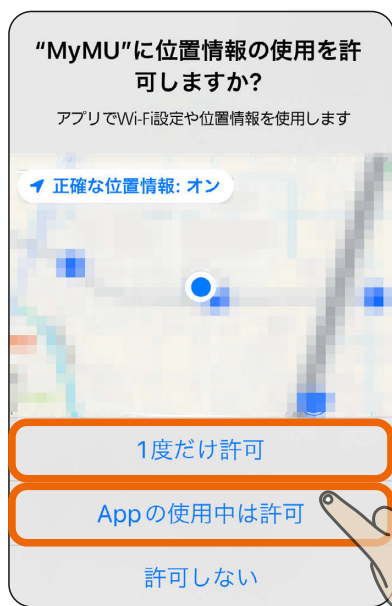 “MyMU”に位置情報の使用を許
可しますか?
アプリでWi-Fi設定や位置情報を使用します
正確な位置情報: オン
1度だけ許可
Appの使用中は許可
許可しない